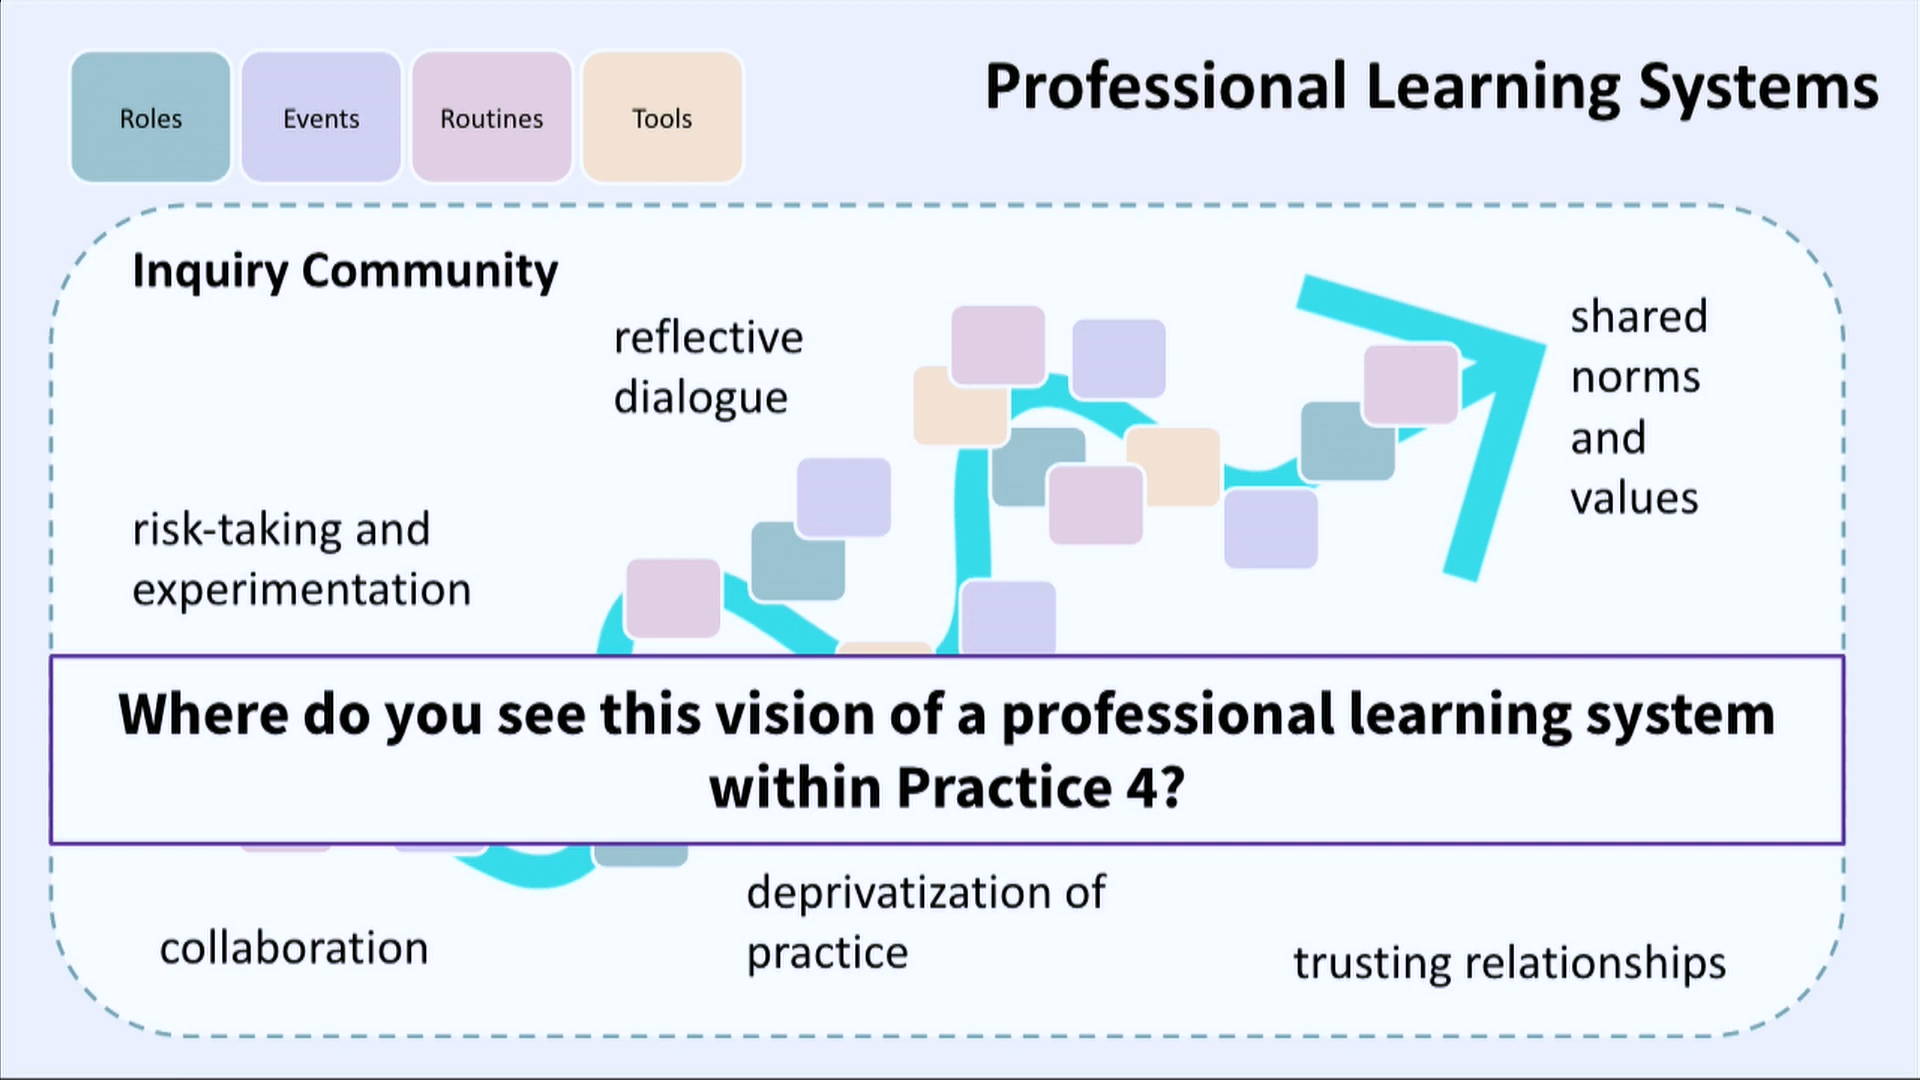 Professional Learning Systems
Roles
Events
Routines
Tools
Inquiry Community
reflective
dialogue
shared
norms
and
values
risk-taking and
experimentation
Where do you see this vision of a professional learning system
within Practice 4?
collaboration
deprivatization of
practice
trusting relationships